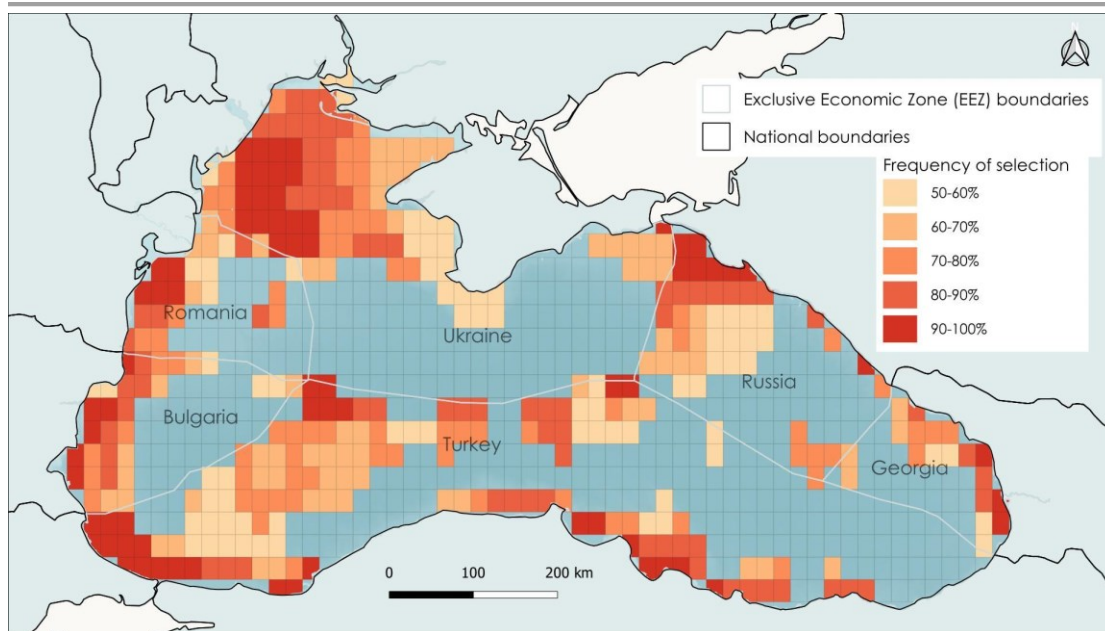 N
Exclusive Economic Zone (EEZ) boundaries
National boundaries
Frequency of selection
50-60%
60-70%
70-80%
80-90%
90-100%
Romania
Ukraine
Russia
Bulgaria
Turkey
Georgia
0 100 200 km